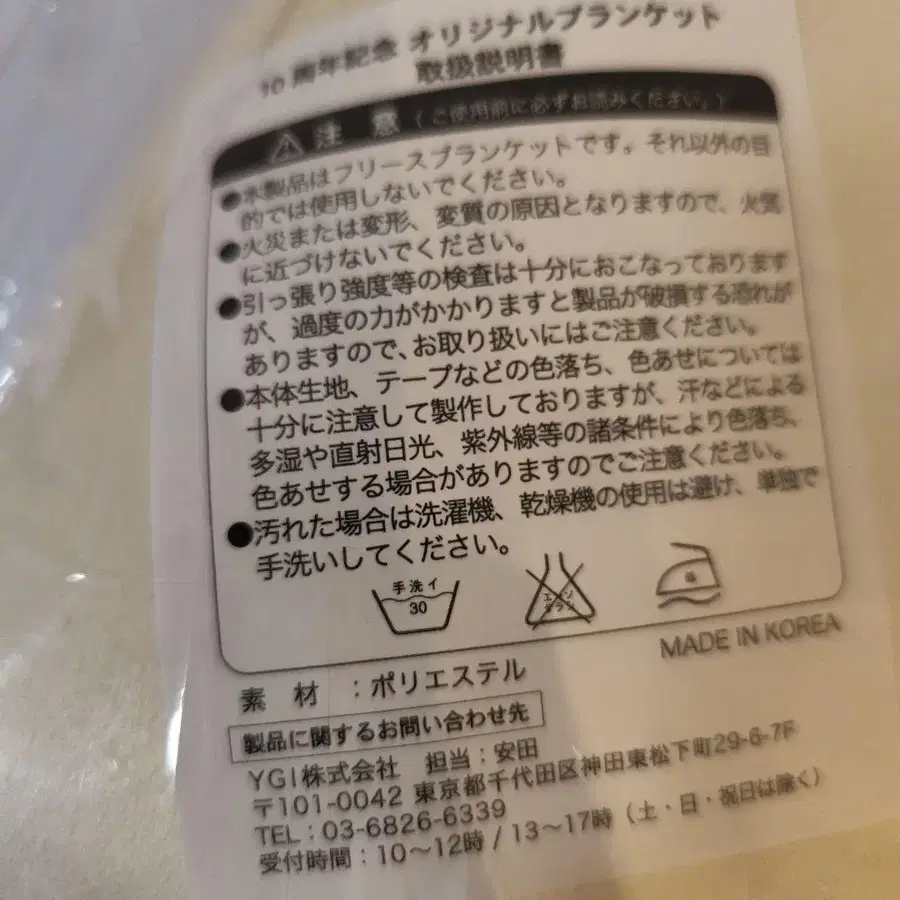 10周年記念 オリジナルブランケット
取扱説明書
注意（ご使用前に必ずお読みください。）
●本製品はフリースブランケットです。それ以外の目
的では使用しないでください。
●火災または変形、変質の原因となりますので、火気
に近づけないでください。
●引っ張り強度等の検査は十分におこなっております
が、過度の力がかかりますと製品が破損する恐れが
ありますので、お取り扱いにはご注意ください。
●本体生地、テープなどの色落ち、色あせについては
十分に注意して製作しておりますが、汗などによる
多湿や直射日光、紫外線等の諸条件により色落ち、
色あせする場合がありますのでご注意ください。
●汚れた場合は洗濯機、乾燥機の使用は避け、単独で
手洗いしてください。
手洗イ
30
エンソ
サラシ
低
MADE IN KOREA
素材：ポリエステル
製品に関するお問い合わせ先
YGI株式会社 担当：安田
〒101-0042 東京都千代田区神田東松下町29-6-7F
TEL：03-6826-6339
受付時間：10～12時 / 13～17時（土・日・祝日は除く）